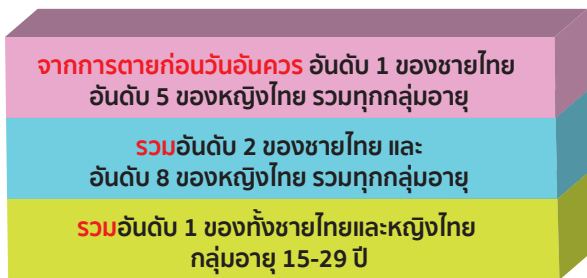 จากการตายก่อนวันอันควร อันดับ 1 ของชายไทย
อันดับ 5 ของหญิงไทย รวมทุกกลุ่มอายุ
รวมอันดับ 2 ของชายไทย และ
อันดับ 8 ของหญิงไทย รวมทุกกลุ่มอายุ
รวมอันดับ 1 ของทั้งชายไทยและหญิงไทย
กลุ่มอายุ 15-29 ปี